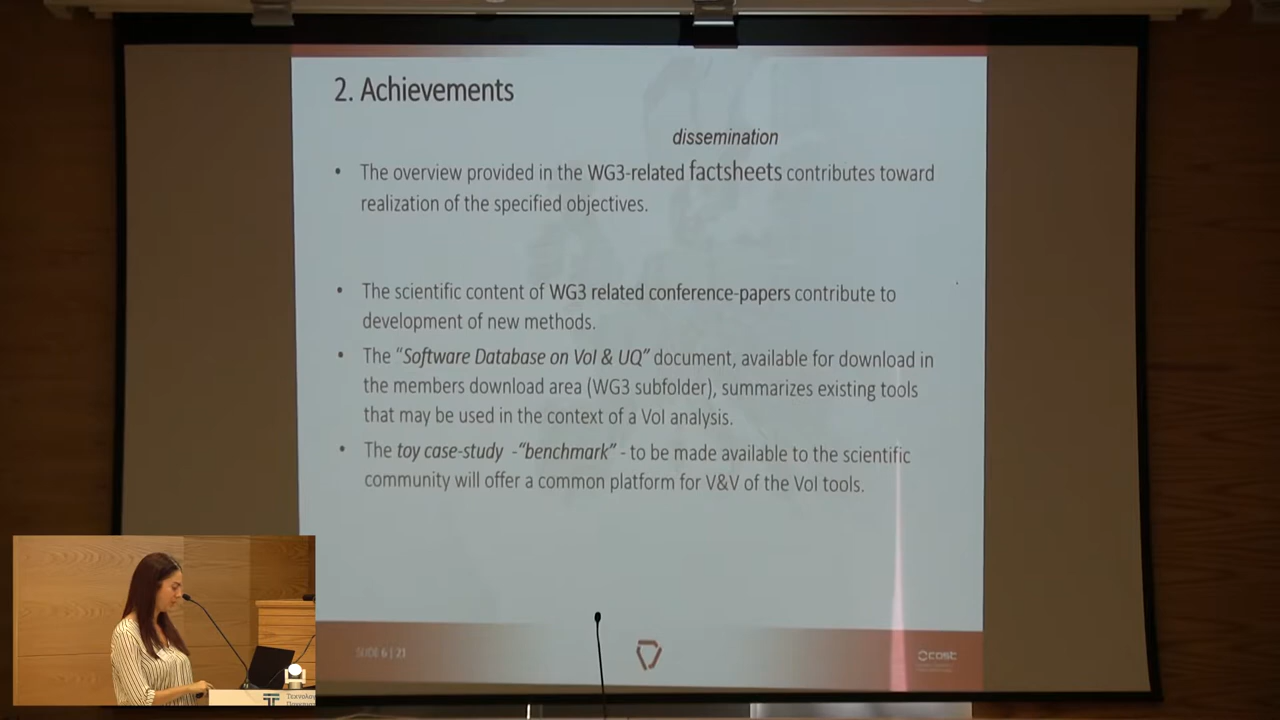 2. Achievements
dissemination
• The overview provided in the WG3-related factsheets contributes toward
realization of the specified objectives.
• The scientific content of WG3 related conference-papers contribute to
development of new methods.
• The “Software Database on VoI & UQ” document, available for download in
the members download area (WG3 subfolder), summarizes existing tools
that may be used in the context of a VoI analysis.
• The toy case-study -“benchmark” - to be made available to the scientific
community will offer a common platform for V&V of the VoI tools.
SLIDE 6 | 21
cost